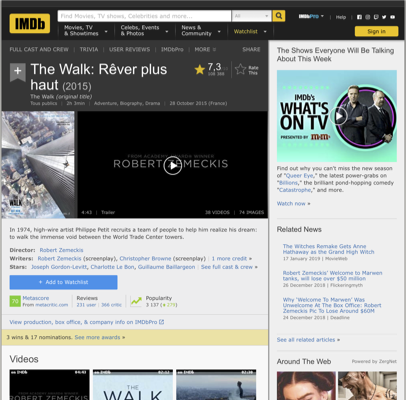 IMDb
Find Movies, TV shows, Celebrities and more...
All
Movies, TV
& Showtimes
Celebs, Events
& Photos
News &
Community
Watchlist
IMDbPro
Help
Sign in
FULL CAST AND CREW | TRIVIA | USER REVIEWS | IMDbPro | MORE
SHARE
The Walk: Rêver plus
haut (2015)
The Walk (original title)
Tous publics | 2h 3min | Adventure, Biography, Drama | 28 October 2015 (France)
7,3
Rate
This
WALK
FROM ACADEMY AWARD WINNER
ROBERT ZEMECKIS
4:43 | Trailer
39 VIDEOS | 74 IMAGES
In 1974, high-wire artist Philippe Petit recruits a team of people to help him realize his dream:
to walk the immense void between the World Trade Center towers.
Director: Robert Zemeckis
Writers: Robert Zemeckis (screenplay), Christopher Browne (screenplay) | 1 more credit »
Stars: Joseph Gordon-Levitt, Charlotte Le Bon, Guillaume Baillargeon | See full cast & crew »
+ Add to Watchlist
70
Metascore
From metacritic.com
Reviews
231 user | 366 critic
Popularity
3 137
View production, box office, & company info on IMDbPro
3 wins & 17 nominations. See more awards »
Videos
ROBERT ZEMECKIS
THE WALK
The Shows Everyone Will Be Talking
About This Week
IMDb's
WHAT'S
ON TV
PRESENTED BY m&m's
Find out why you can't miss the new season
of "Queer Eye," the latest power-grabs on
"Billions," the brilliant pond-hopping comedy
"Catastrophe," and more.
Watch now »
Related News
The Witches Remake Gets Anne
Hathaway as the Grand High Witch
17 January 2019 | MovieWeb
Robert Zemeckis' Welcome to Marwen
tanks, will lose over $50 million
26 December 2018 | Flickeringmyth
Why 'Welcome To Marwen' Was
Unwelcome At The Box Office: Robert
Zemeckis Pic To Lose Around $60M
24 December 2018 | Deadline
See all related articles »
Around The Web
Powered by ZergNet